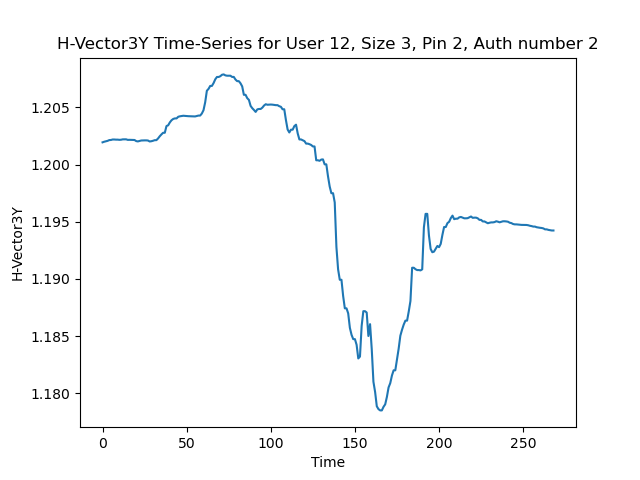 H-Vector3Y Time-Series for User 12, Size 3, Pin 2, Auth number 2
1.205
1.200
1.195
1.190
1.185
1.180
H-Vector3Y
0 50 100 150 200 250
Time